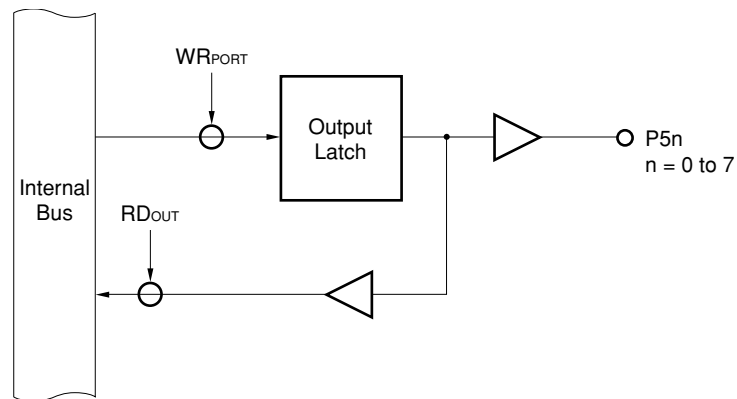 WRPORT
Output
Latch
P5n
n = 0 to 7
Internal
Bus
RDOUT